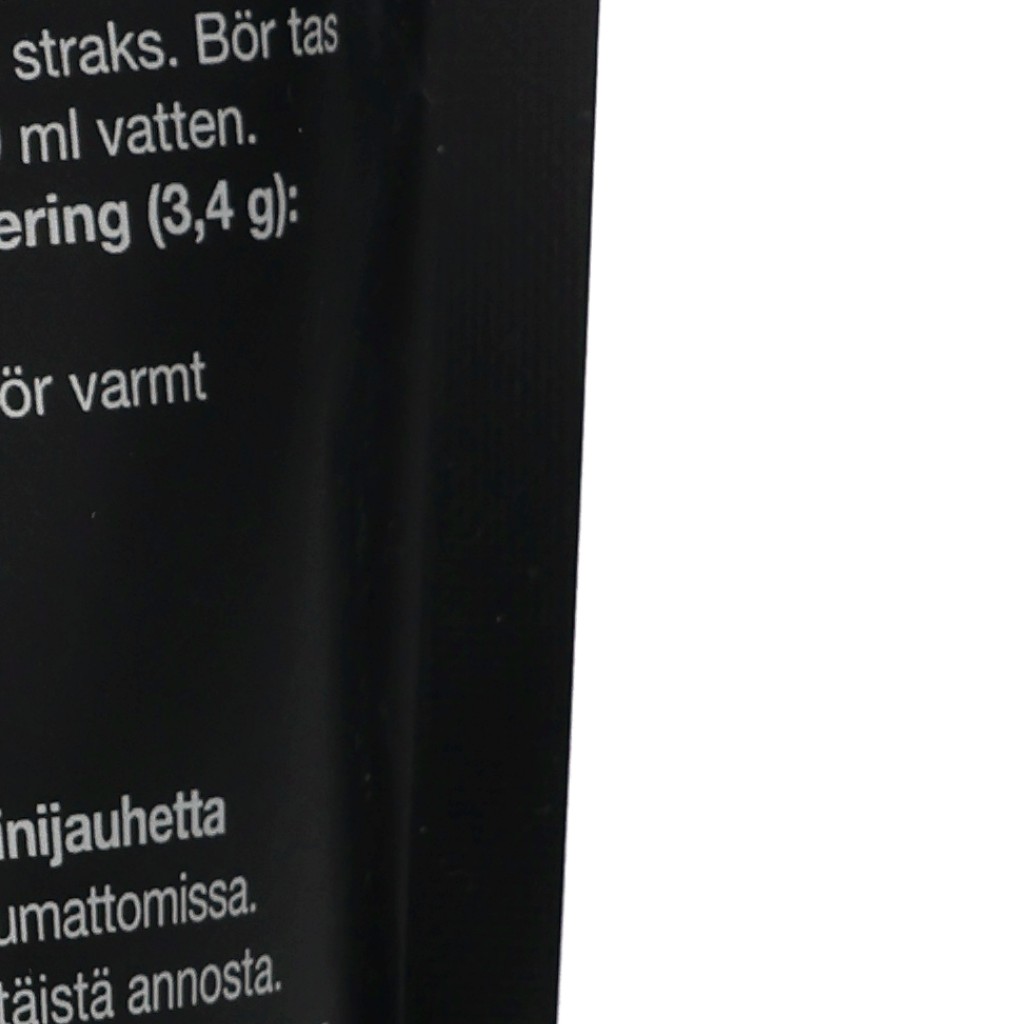 straks. Bör tas
ml vatten.
ering (3,4 g):
ör varmt
inijauhetta
umattomissa.
täistä annosta.